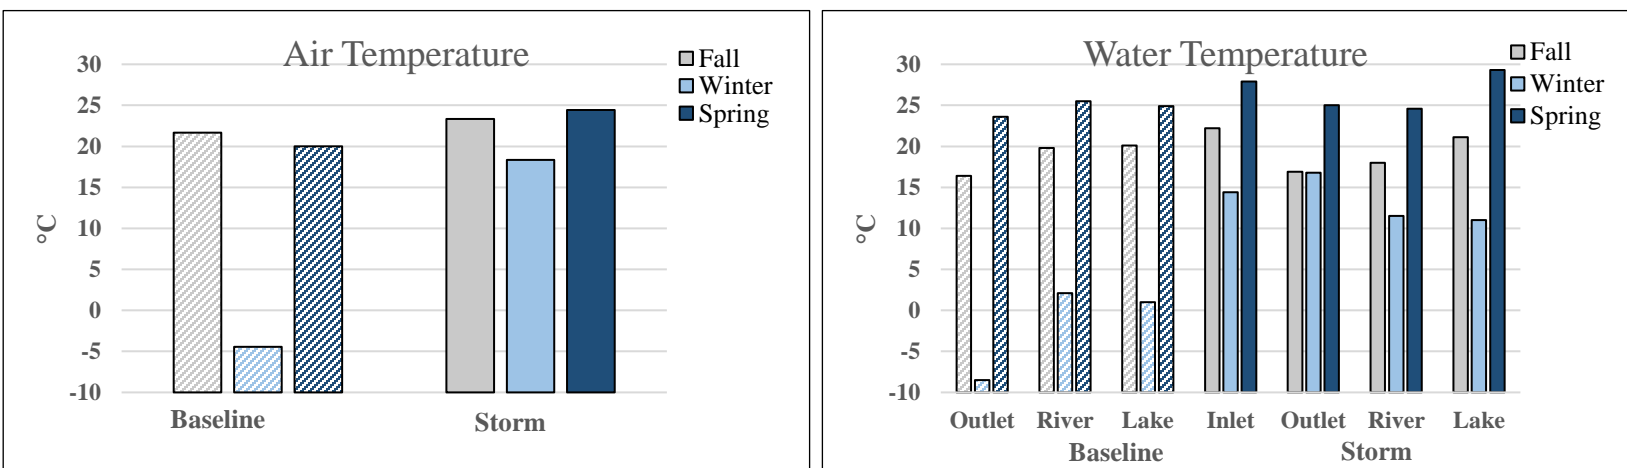 Air Temperature
Fall
Winter
Spring
30
25
20
15
10
5
0
-5
-10
°C
Baseline
Storm
Water Temperature
Fall
Winter
Spring
30
25
20
15
10
5
0
-5
-10
°C
Outlet River Lake Inlet Outlet River Lake
Baseline Storm